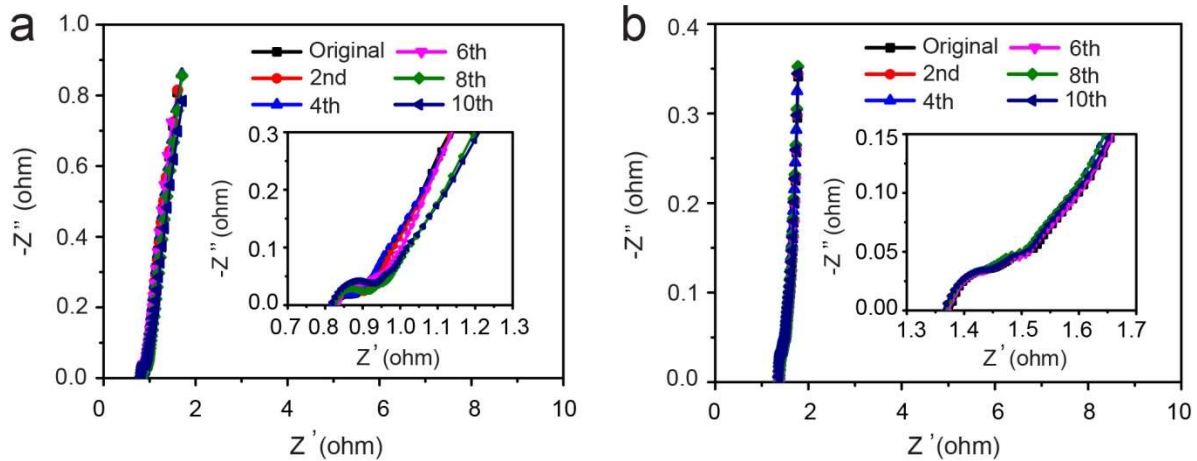 a
1.0
0.8
0.6
0.4
0.2
0.0
-Z" (ohm)
Original
2nd
4th
6th
8th
10th
0.3
0.2
0.1
0.0
-Z" (ohm)
0.7 0.8 0.9 1.0 1.1 1.2 1.3
Z' (ohm)
0 2 4 6 8 10
Z' (ohm)
b
0.4
0.3
0.2
0.1
0.0
-Z" (ohm)
Original
2nd
4th
6th
8th
10th
0.15
0.10
0.05
0.00
-Z" (ohm)
1.3 1.4 1.5 1.6 1.7
Z' (ohm)
0 2 4 6 8 10
Z' (ohm)